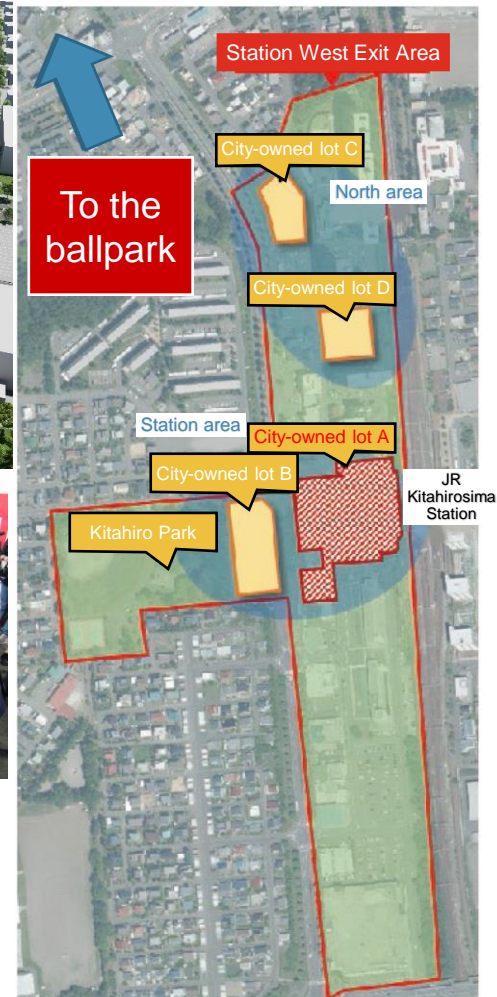 Station West Exit Area
City-owned lot C
To the
ballpark
North area
City-owned lot D
Station area
City-owned lot A
City-owned lot B
JR
Kitahirosima
Station
Kitahiro Park